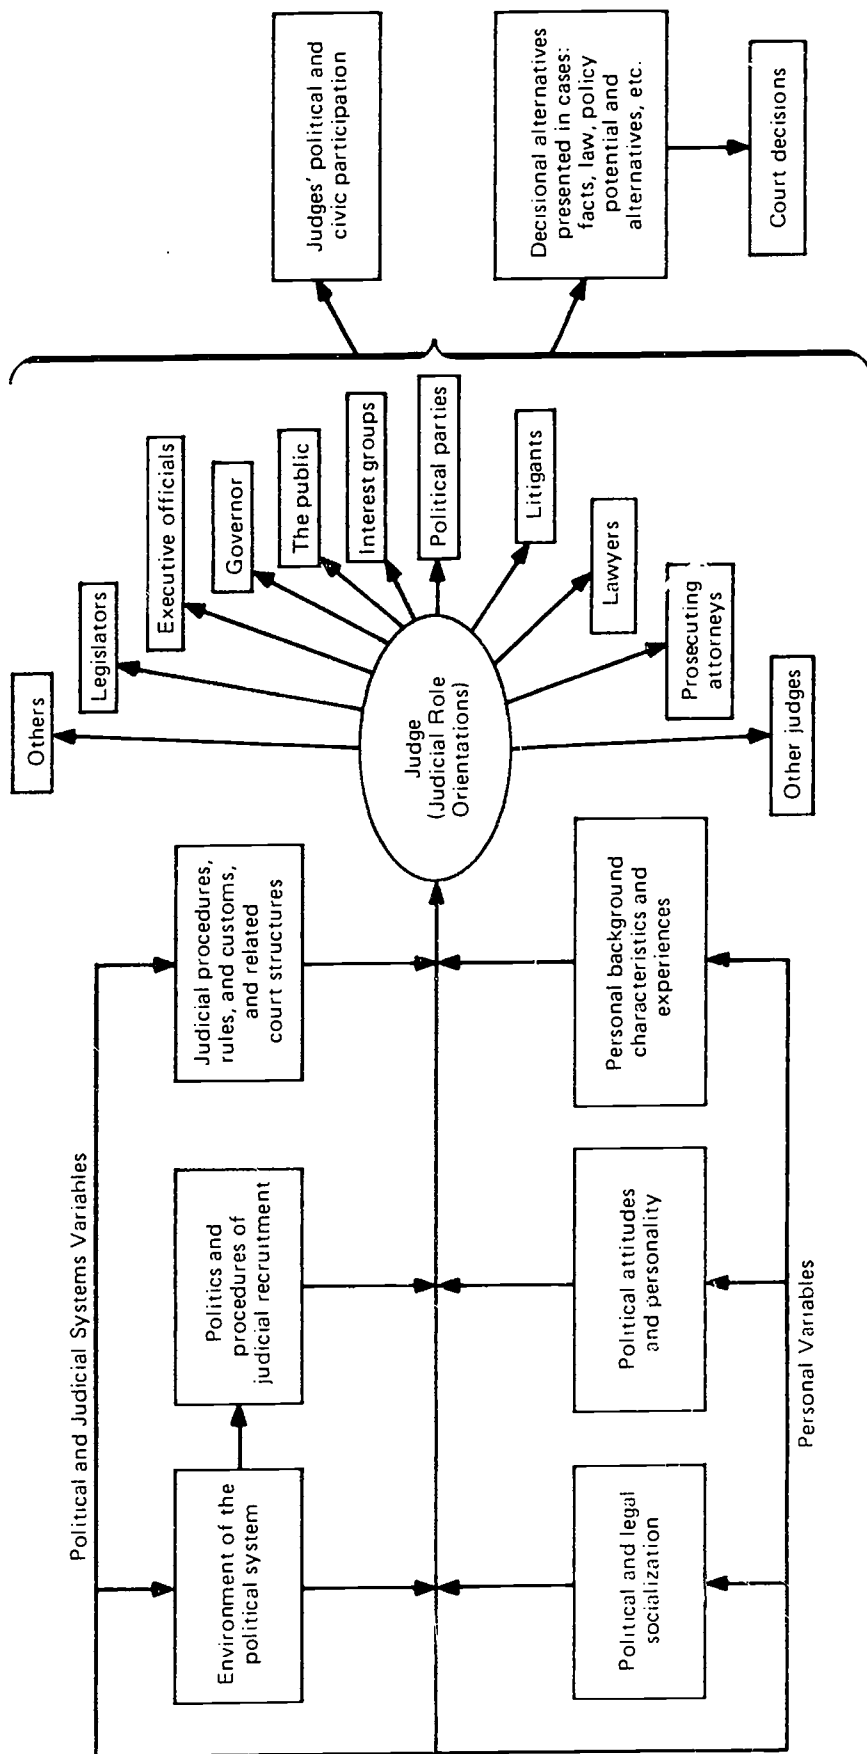 Political and Judicial Systems Variables
Environment of the
political system
Politics and
procedures of
judicial recruitment
Judicial procedures,
rules, and customs,
and related
court structures
Political and legal
socialization
Political attitudes
and personality
Personal background
characteristics and
experiences
Personal Variables
Judge
(Judicial Role
Orientations)
Others
Legislators
Executive officials
Governor
The public
Interest groups
Political parties
Litigants
Lawyers
Prosecuting
attorneys
Other judges
Judges' political and
civic participation
Decisional alternatives
presented in cases:
facts, law, policy
potential and
alternatives, etc.
Court decisions